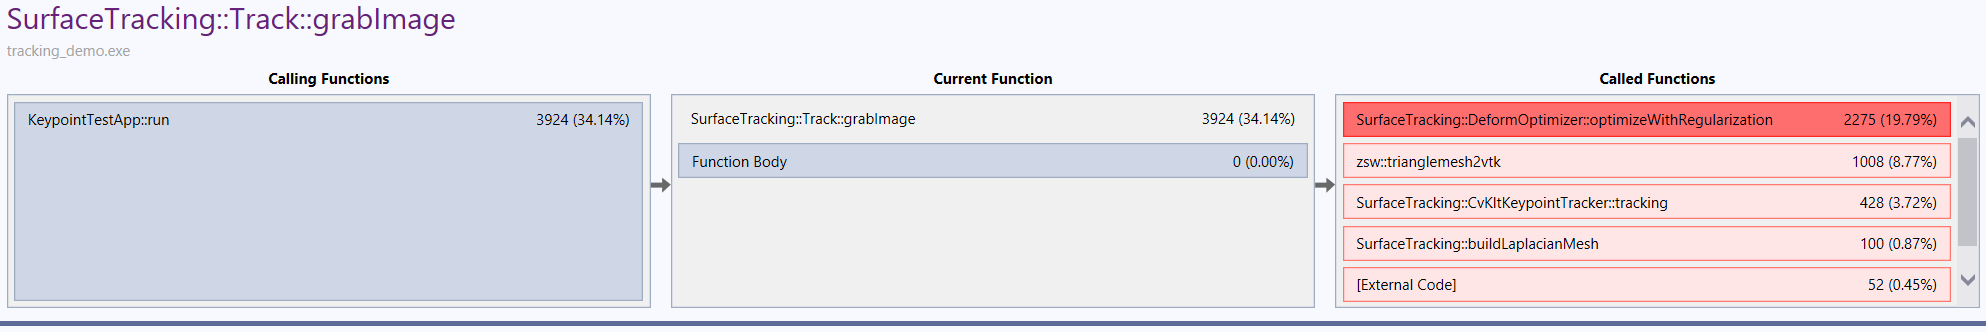 SurfaceTracking::Track::grabImage
tracking_demo.exe
Calling Functions
KeypointTestApp::run 3924 (34.14%)
Current Function
SurfaceTracking::Track::grabImage 3924 (34.14%)
Function Body 0 (0.00%)
Called Functions
SurfaceTracking::DeformOptimizer::optimizeWithRegularization 2275 (19.79%)
zsw::trianglemesh2vtk 1008 (8.77%)
SurfaceTracking::CvKltKeypointTracker::tracking 428 (3.72%)
SurfaceTracking::buildLaplacianMesh 100 (0.87%)
[External Code] 52 (0.45%)